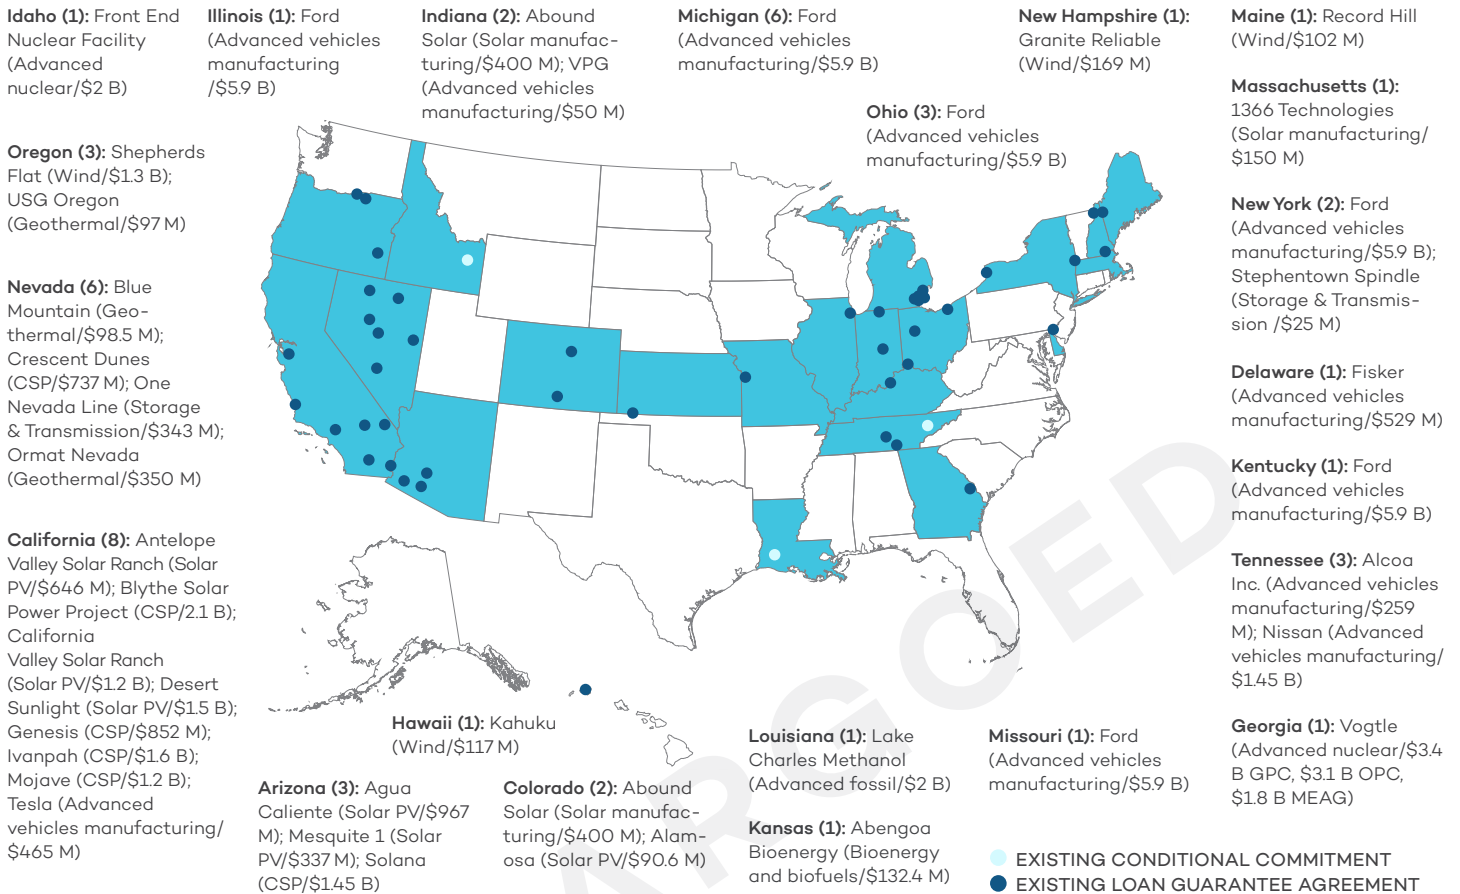 Idaho (1): Front End
Nuclear Facility
(Advanced
nuclear/$2 B)
Illinois (1): Ford
(Advanced vehicles
manufacturing
/$5.9 B)
Indiana (2): Abound
Solar (Solar manufac-
turing/$400 M); VPG
(Advanced vehicles
manufacturing/$50 M)
Michigan (6): Ford
(Advanced vehicles
manufacturing/$5.9 B)
New Hampshire (1):
Granite Reliable
(Wind/$169 M)
Maine (1): Record Hill
(Wind/$102 M)
Massachusetts (1):
1366 Technologies
(Solar manufacturing/
$150 M)
Ohio (3): Ford
(Advanced vehicles
manufacturing/$5.9 B)
Oregon (3): Shepherds
Flat (Wind/$1.3 B);
USG Oregon
(Geothermal/$97 M)
New York (2): Ford
(Advanced vehicles
manufacturing/$5.9 B);
Stephentown Spindle
(Storage & Transmis-
sion /$25 M)
Nevada (6): Blue
Mountain (Geo-
thermal/$98.5 M);
Crescent Dunes
(CSP/$737 M); One
Nevada Line (Storage
& Transmission/$343 M);
Ormat Nevada
(Geothermal/$350 M)
Delaware (1): Fisker
(Advanced vehicles
manufacturing/$529 M)
Kentucky (1): Ford
(Advanced vehicles
manufacturing/$5.9 B)
California (8): Antelope
Valley Solar Ranch (Solar
PV/$646 M); Blythe Solar
Power Project (CSP/2.1 B);
California
Valley Solar Ranch
(Solar PV/$1.2 B); Desert
Sunlight (Solar PV/$1.5 B);
Genesis (CSP/$852 M);
Ivanpah (CSP/$1.6 B);
Mojave (CSP/$1.2 B);
Tesla (Advanced
vehicles manufacturing/
$465 M)
Tennessee (3): Alcoa
Inc. (Advanced vehicles
manufacturing/$259
M); Nissan (Advanced
vehicles manufacturing/
$1.45 B)
Hawaii (1): Kahuku
(Wind/$117 M)
Arizona (3): Agua
Caliente (Solar PV/$967
M); Mesquite 1 (Solar
PV/$337 M); Solana
(CSP/$1.45 B)
Colorado (2): Abound
Solar (Solar manufac-
turing/$400 M); Alam-
osa (Solar PV/$90.6 M)
Louisiana (1): Lake
Charles Methanol
(Advanced fossil/$2 B)
Kansas (1): Abengoa
Bioenergy (Bioenergy
and biofuels/$132.4 M)
Missouri (1): Ford
(Advanced vehicles
manufacturing/$5.9 B)
Georgia (1): Vogtle
(Advanced nuclear/$3.4
B GPC, $3.1 B OPC,
$1.8 B MEAG)
EXISTING CONDITIONAL COMMITMENT
EXISTING LOAN GUARANTEE AGREEMENT
ARGOED